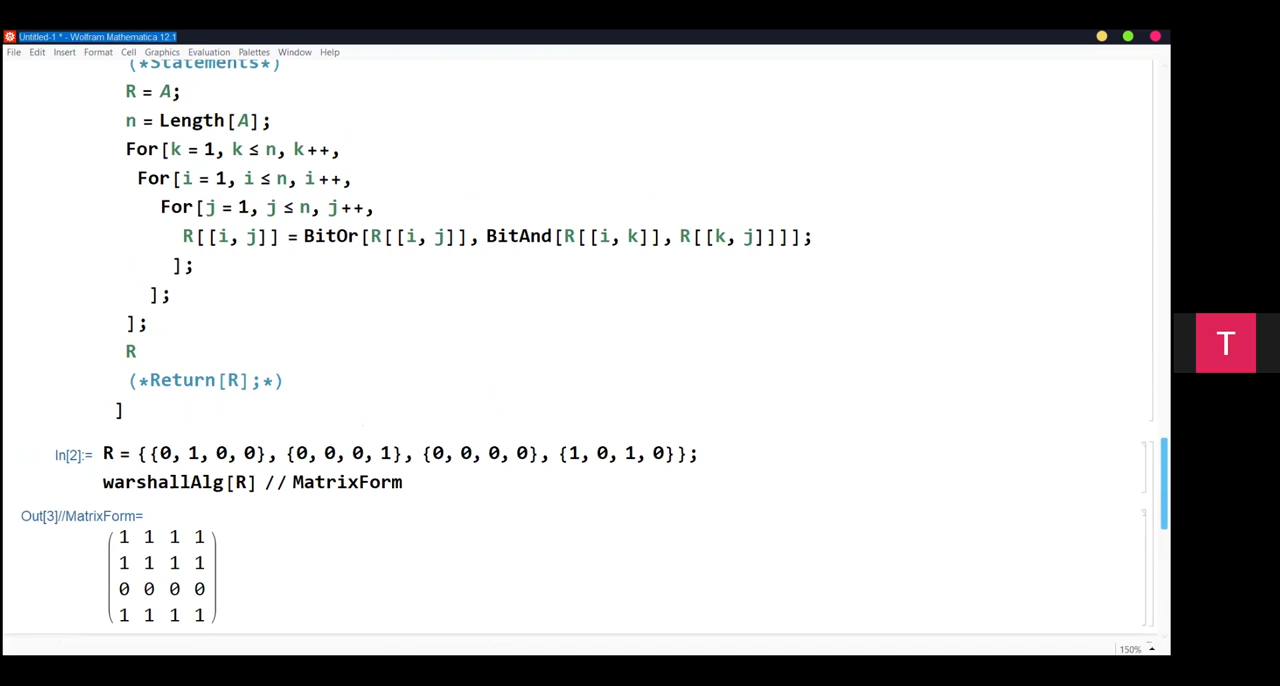 Untitled-1 * - Wolfram Mathematica 12.1
File Edit Insert Format Cell Graphics Evaluation Palettes Window Help
(*Statements*)
R = A;
n = Length[A];
For[k = 1, k ≤ n, k++,
For[i = 1, i ≤ n, i++,
For[j = 1, j ≤ n, j++,
R[[i, j]] = BitOr[R[[i, j]], BitAnd[R[[i, k]], R[[k, j]]]];
];
];
];
R
(*Return[R];*)
]
In[2]:= R = {{0, 1, 0, 0}, {0, 0, 0, 1}, {0, 0, 0, 0}, {1, 0, 1, 0}};
warshallAlg[R] // MatrixForm
Out[3]//MatrixForm=
1 1 1 1
1 1 1 1
0 0 0 0
1 1 1 1
150%
T